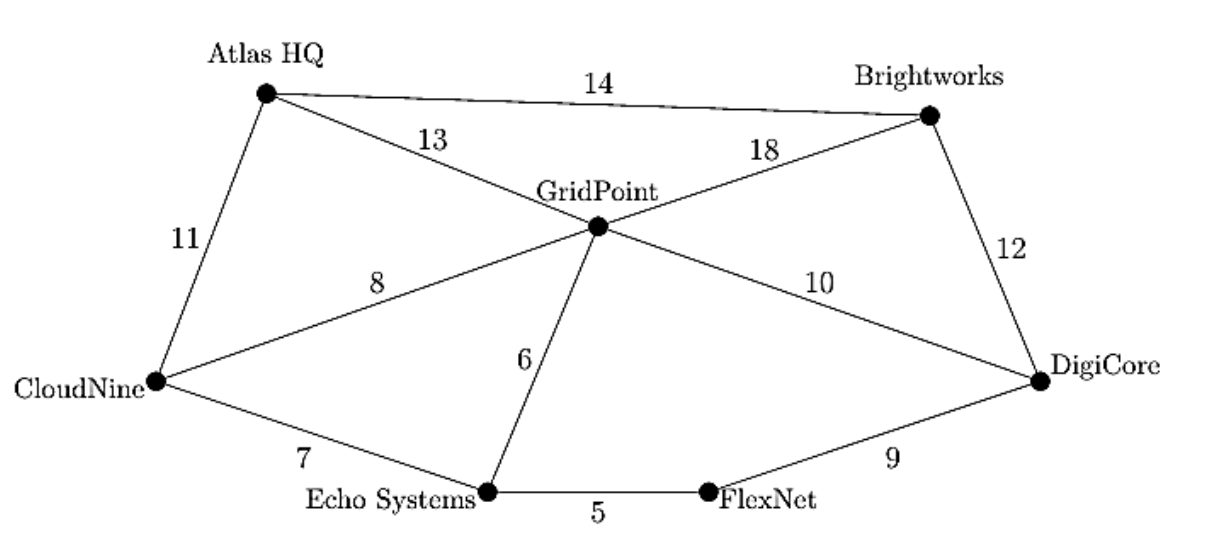 Atlas HQ
Brightworks
14
13
18
GridPoint
11
12
8
10
6
DigiCore
CloudNine
7
9
Echo Systems
FlexNet
5